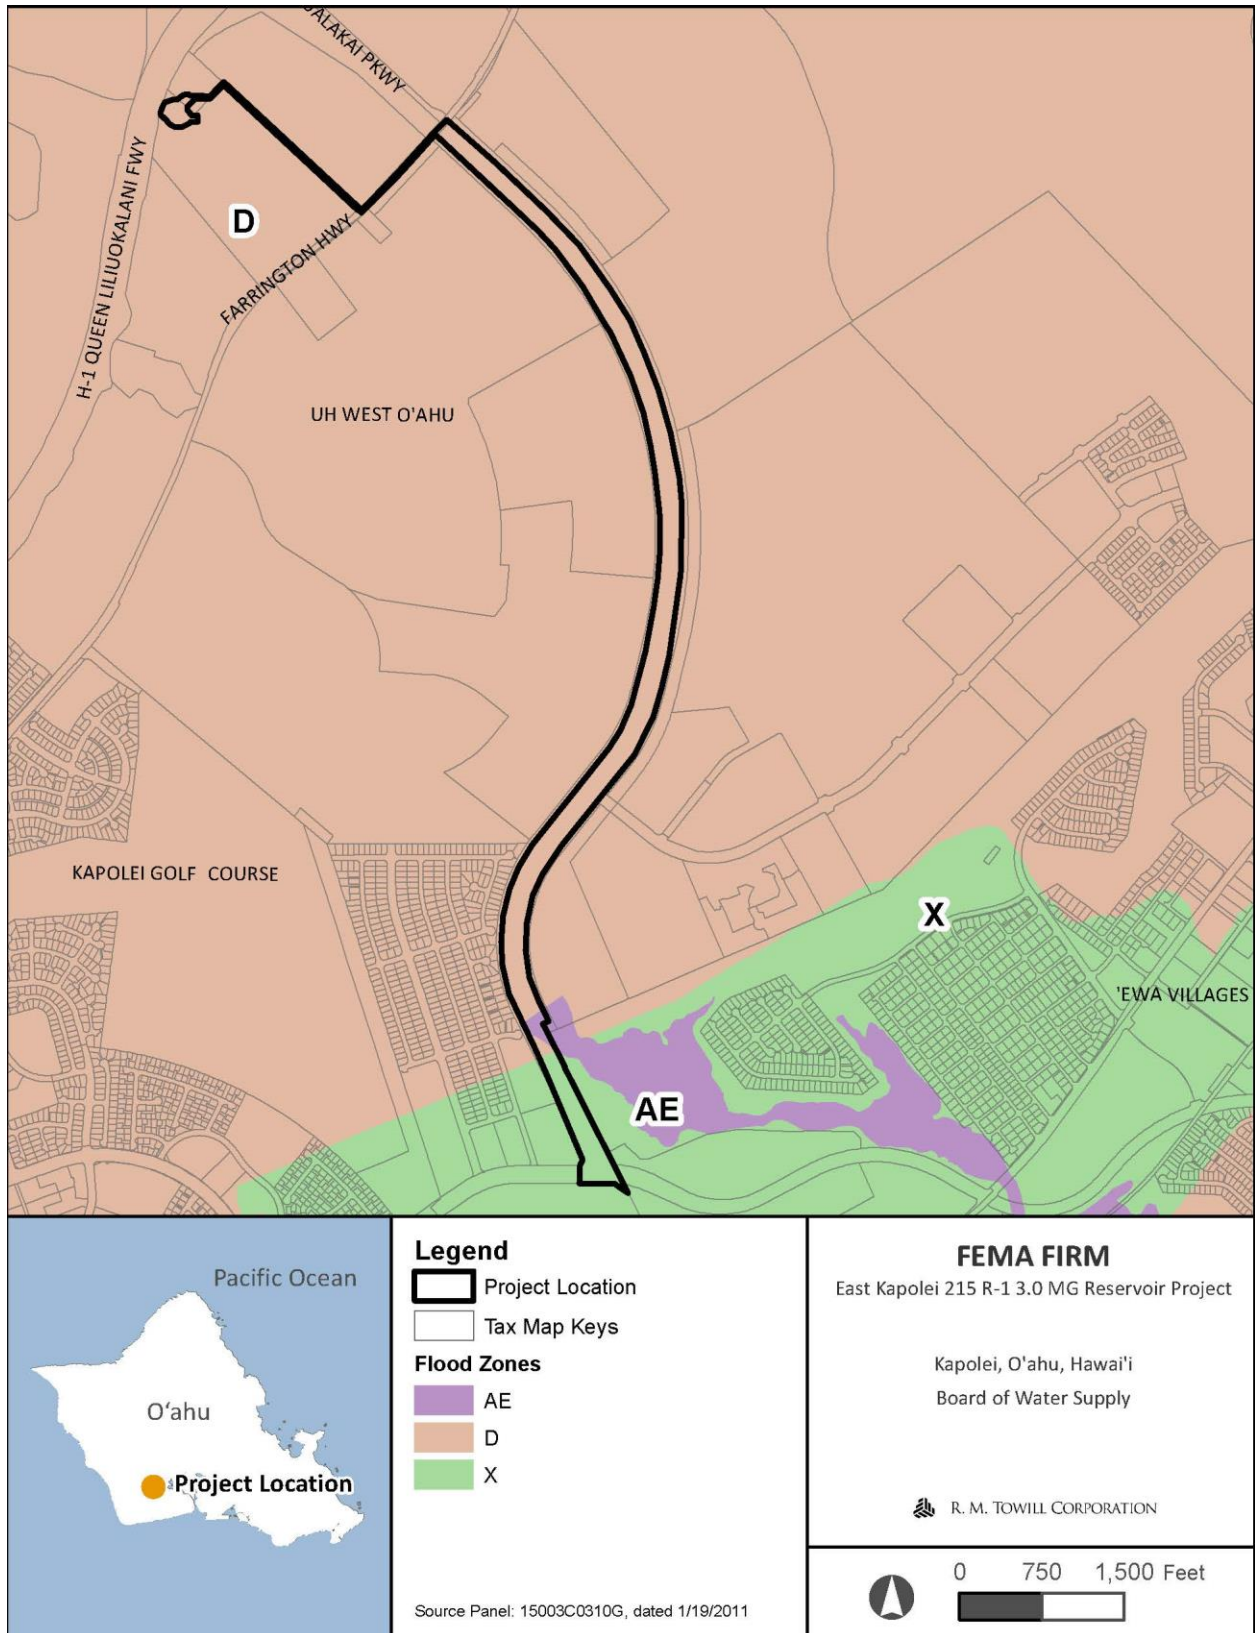 UALAKAI PKWY
H-1 QUEEN LILIUOKALANI FWY
D
FARRINGTON HWY
UH WEST O'AHU
KAPOLEI GOLF COURSE
X
'EWA VILLAGES
AE
Pacific Ocean
Oʻahu
Project Location
Legend
Project Location
Tax Map Keys
Flood Zones
AE
D
X
Source Panel: 15003C0310G, dated 1/19/2011
FEMA FIRM
East Kapolei 215 R-1 3.0 MG Reservoir Project
Kapolei, O'ahu, Hawai'i
Board of Water Supply
R. M. TOWILL CORPORATION
0 750 1,500 Feet